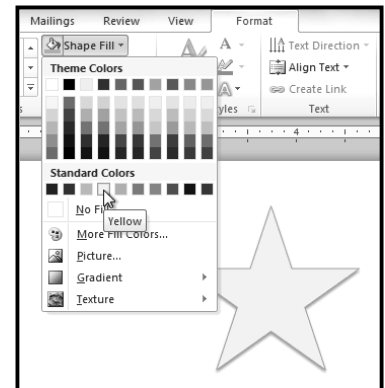 Mailings Review View Format
Shape Fill
A Text Direction
Align Text
A Create Link
yles Text
Theme Colors
4
Standard Colors
No Fi
Yellow
More Fill Colors...
Picture...
Gradient
Texture